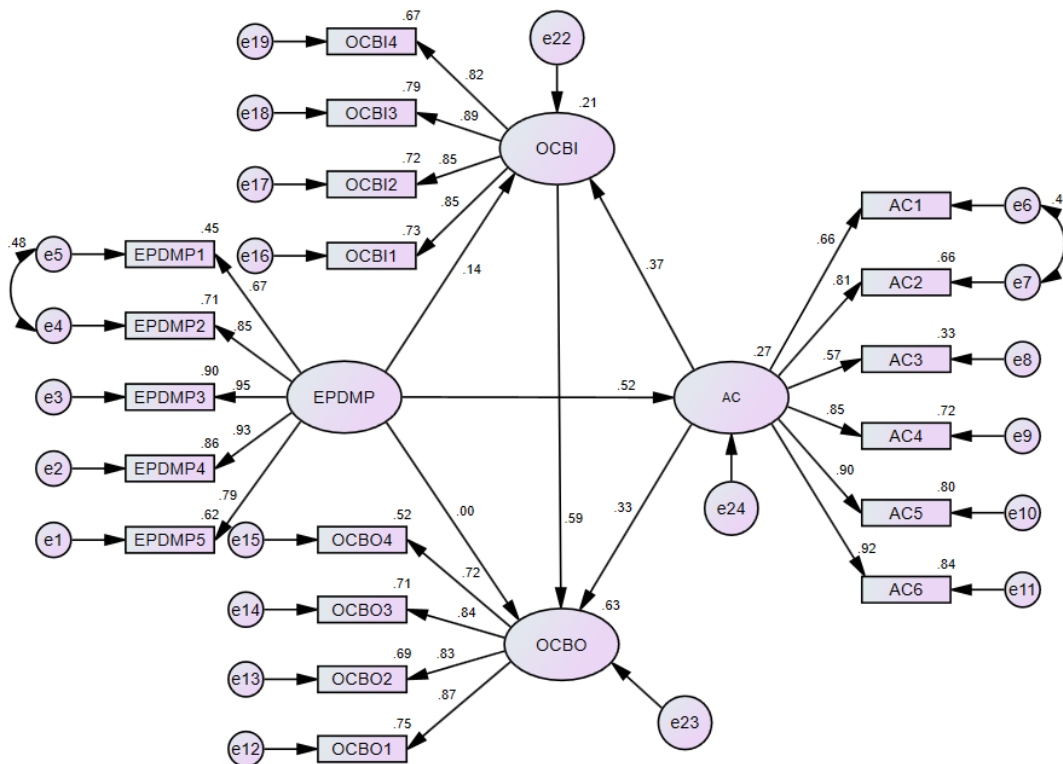 .67
e19 OCBI4 e22
.82
.79 .21
e18 OCBI3 .89 OCBI
.72 .85
e17 OCBI2
.85 AC1 e6 .4
.48 .45 .73
e5 EPDMP1 e16 OCBI1 .66
.67 .14 .37 .81 .66
AC2 e7
.71
e4 EPDMP2 .85
.27 .57 .33
AC3 e8
.90 .95
e3 EPDMP3 EPDMP .52 AC
.93 .85 .72
.86 AC4 e9
e2 EPDMP4
.79 .90 .80
.62 .52 .00 .59 .33 e24 AC5 e10
e1 EPDMP5 e15 OCBO4
.72 .92 .84
.71 AC6 e11
e14 OCBO3 .84 .63
.69 .83 OCBO
e13 OCBO2
.87
.75 e23
e12 OCBO1